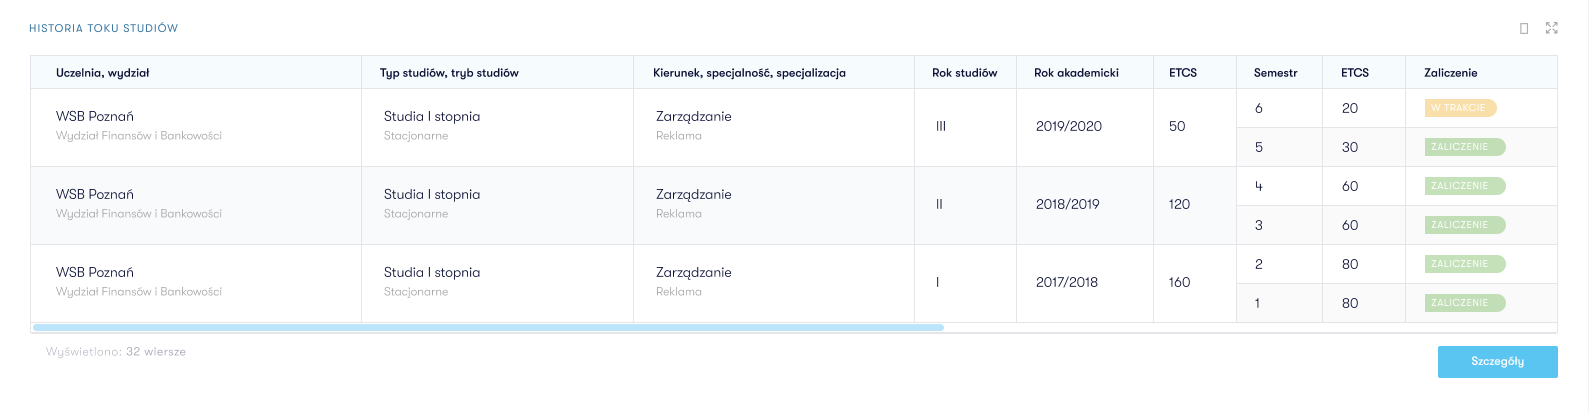 HISTORIA TOKU STUDIÓW
Uczelnia, wydział Typ studiów, tryb studiów Kierunek, specjalność, specjalizacja Rok studiów Rok akademicki ETCS Semestr ETCS Zaliczenie
WSB Poznań Studia I stopnia Zarządzanie III 2019/2020 50 6 20 W TRAKCIE
Wydział Finansów i Bankowości Stacjonarne Reklama 5 30 ZALICZENIE
WSB Poznań Studia I stopnia Zarządzanie II 2018/2019 120 4 60 ZALICZENIE
Wydział Finansów i Bankowości Stacjonarne Reklama 3 60 ZALICZENIE
WSB Poznań Studia I stopnia Zarządzanie I 2017/2018 160 2 80 ZALICZENIE
Wydział Finansów i Bankowości Stacjonarne Reklama 1 80 ZALICZENIE
Wyświetlono: 32 wiersze
Szczegóły